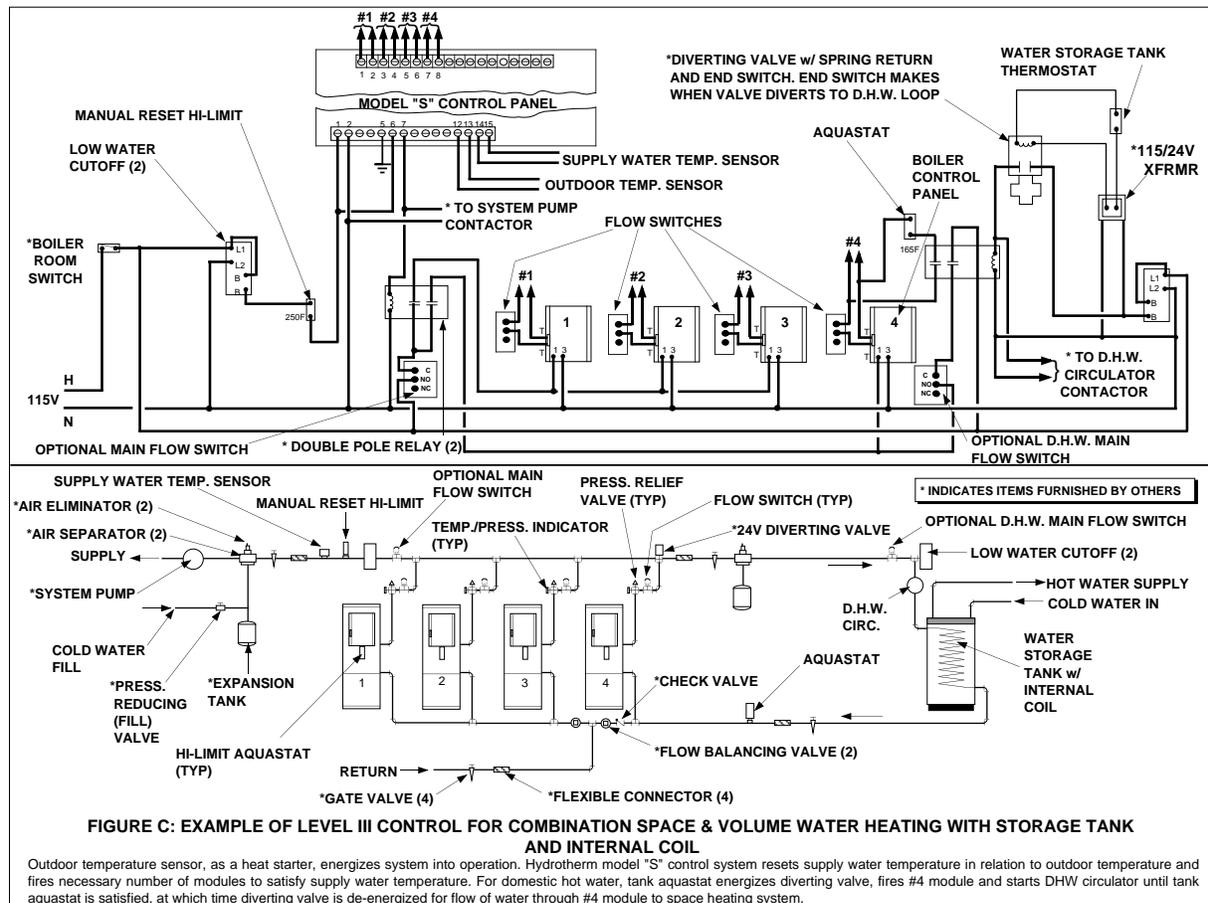 #1 #2 #3 #4
1 2 3 4 5 6 7 8
MODEL "S" CONTROL PANEL
1 2 5 6 7 12 13 14 15
MANUAL RESET HI-LIMIT
LOW WATER
CUTOFF (2)
*DIVERTING VALVE w/ SPRING RETURN
AND END SWITCH. END SWITCH MAKES
WHEN VALVE DIVERTS TO D.H.W. LOOP
WATER STORAGE TANK
THERMOSTAT
AQUASTAT
SUPPLY WATER TEMP. SENSOR
OUTDOOR TEMP. SENSOR
BOILER
CONTROL
PANEL
*115/24V
XFRMR
* TO SYSTEM PUMP
CONTACTOR
FLOW SWITCHES
*BOILER
ROOM
SWITCH
L1
L2
B
B
250F
#1
#2
#3
#4
165F
L1
L2
B
B
T
T
1
1 3
T
T
2
1 3
T
T
3
1 3
T
T
4
1 3
C
NO
NC
C
NO
NC
* TO D.H.W.
CIRCULATOR
CONTACTOR
H
115V
N
OPTIONAL MAIN FLOW SWITCH
* DOUBLE POLE RELAY (2)
OPTIONAL D.H.W. MAIN
FLOW SWITCH
SUPPLY WATER TEMP. SENSOR
*AIR ELIMINATOR (2)
*AIR SEPARATOR (2)
SUPPLY
*SYSTEM PUMP
MANUAL RESET HI-LIMIT
OPTIONAL MAIN
FLOW SWITCH
TEMP./PRESS. INDICATOR
(TYP)
PRESS. RELIEF
VALVE (TYP)
FLOW SWITCH (TYP)
*24V DIVERTING VALVE
* INDICATES ITEMS FURNISHED BY OTHERS
OPTIONAL D.H.W. MAIN FLOW SWITCH
LOW WATER CUTOFF (2)
HOT WATER SUPPLY
COLD WATER IN
D.H.W.
CIRC.
WATER
STORAGE
TANK w/
INTERNAL
COIL
COLD WATER
FILL
*PRESS.
REDUCING
(FILL)
VALVE
*EXPANSION
TANK
1
2
3
4
AQUASTAT
*CHECK VALVE
HI-LIMIT AQUASTAT
(TYP)
*FLOW BALANCING VALVE (2)
RETURN
*GATE VALVE (4)
*FLEXIBLE CONNECTOR (4)
FIGURE C: EXAMPLE OF LEVEL III CONTROL FOR COMBINATION SPACE & VOLUME WATER HEATING WITH STORAGE TANK
AND INTERNAL COIL
Outdoor temperature sensor, as a heat starter, energizes system into operation. Hydrotherm model "S" control system resets supply water temperature in relation to outdoor temperature and
fires necessary number of modules to satisfy supply water temperature. For domestic hot water, tank aquastat energizes diverting valve, fires #4 module and starts DHW circulator until tank
aquastat is satisfied, at which time diverting valve is de-energized for flow of water through #4 module to space heating system.